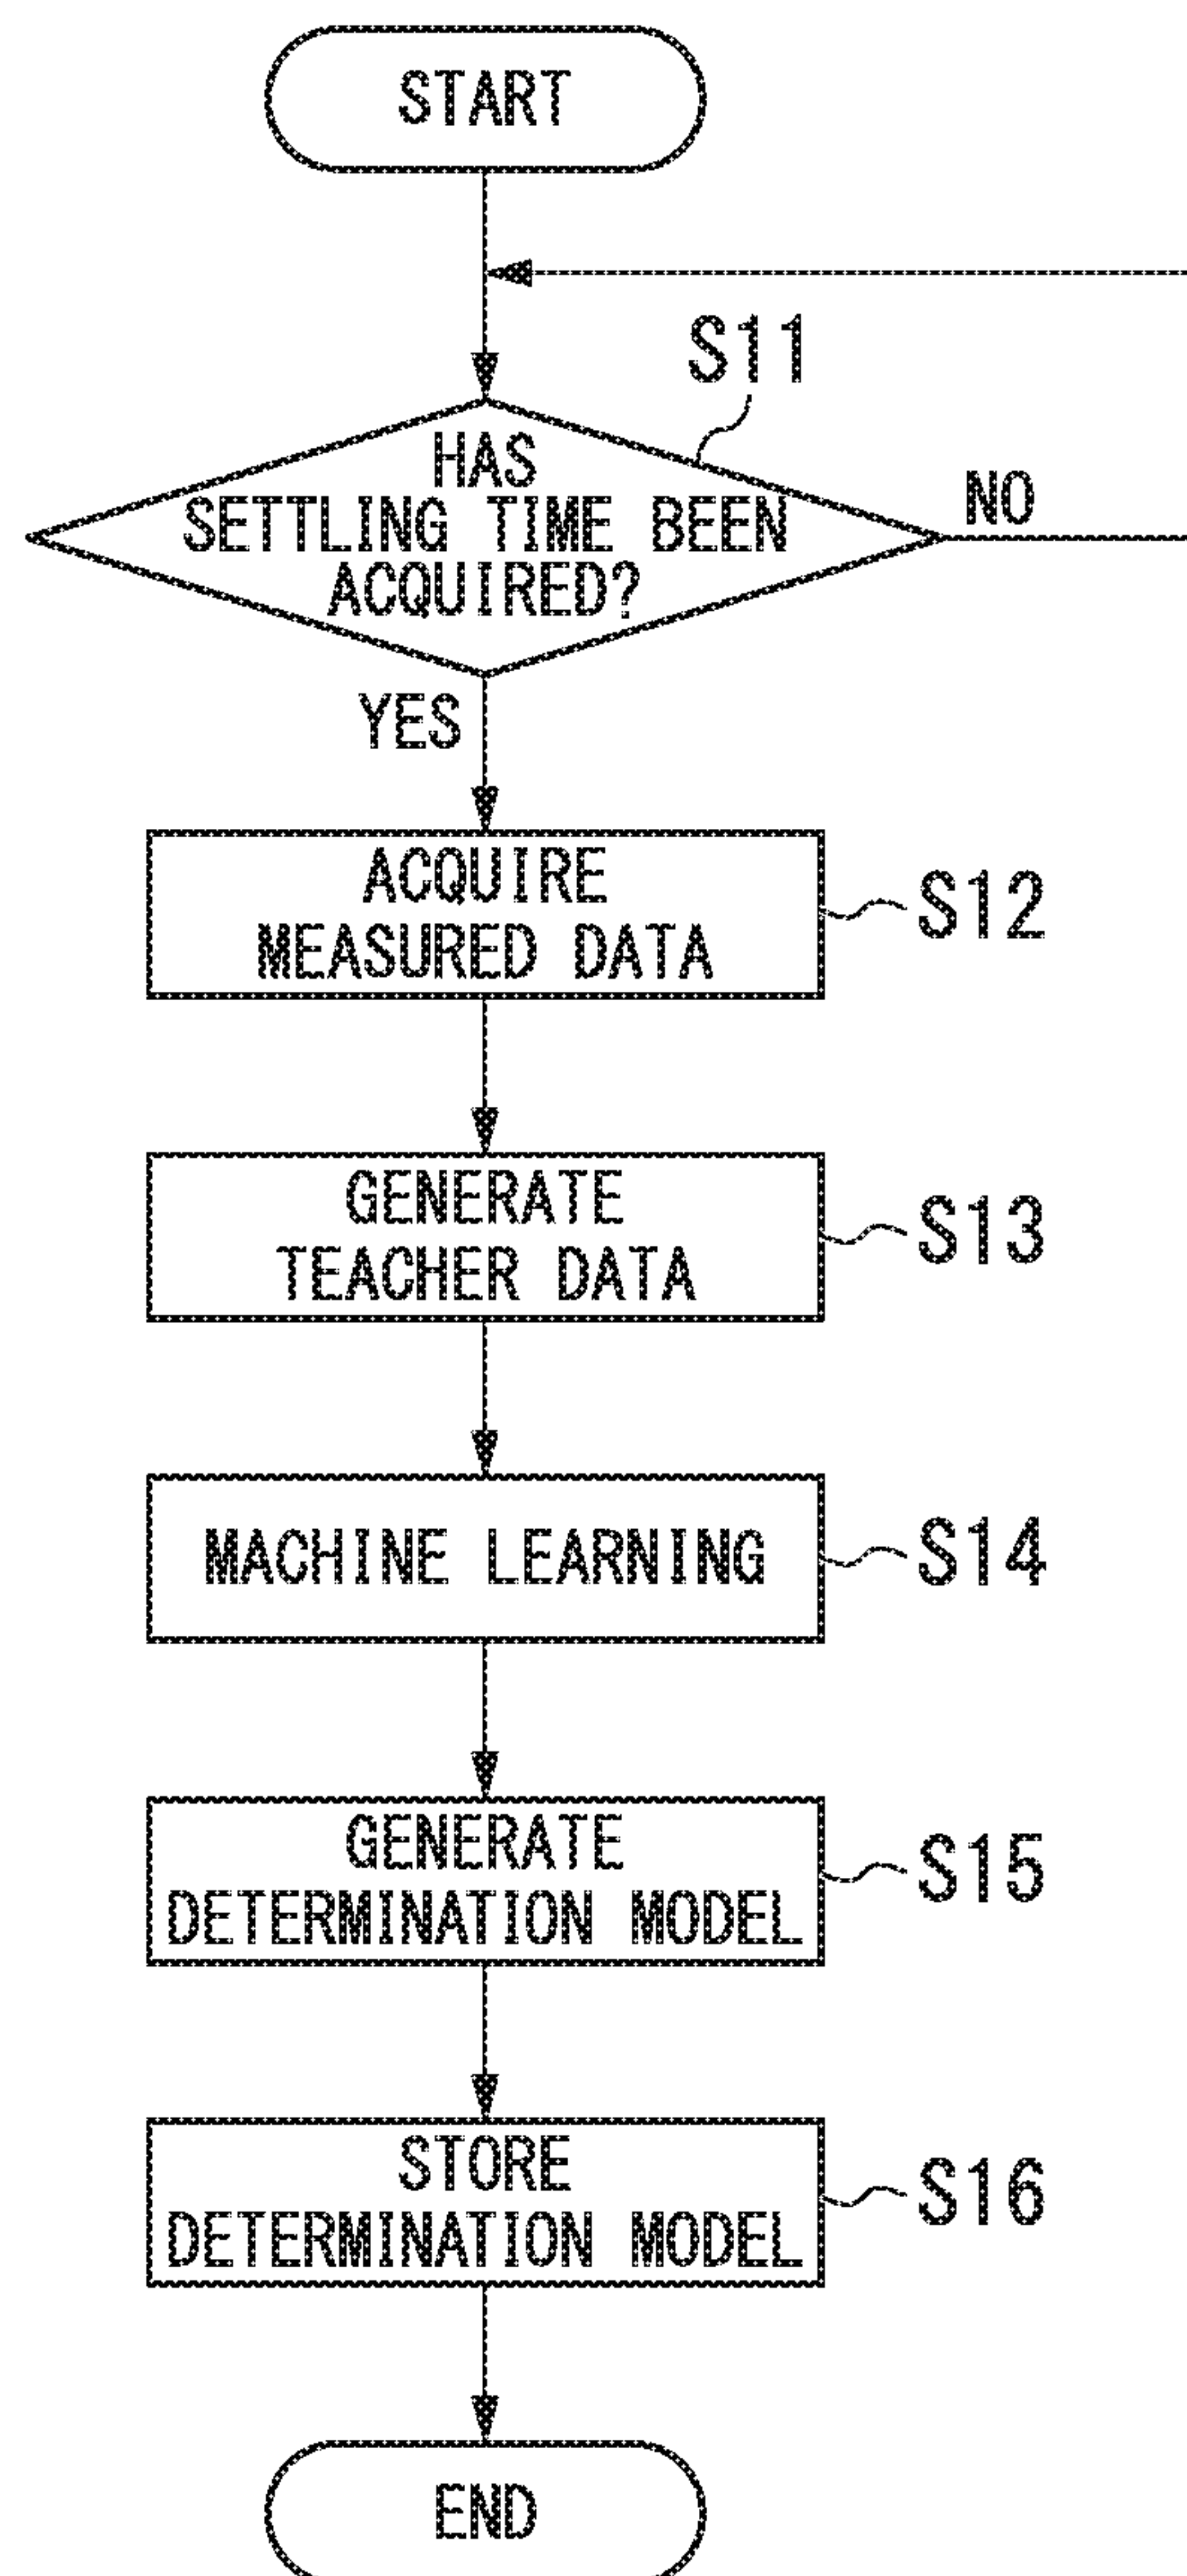 START
S11
HAS
SETTLING TIME BEEN
ACQUIRED?
NO
YES
ACQUIRE
MEASURED DATA
S12
GENERATE
TEACHER DATA
S13
MACHINE LEARNING
S14
GENERATE
DETERMINATION MODEL
S15
STORE
DETERMINATION MODEL
S16
END